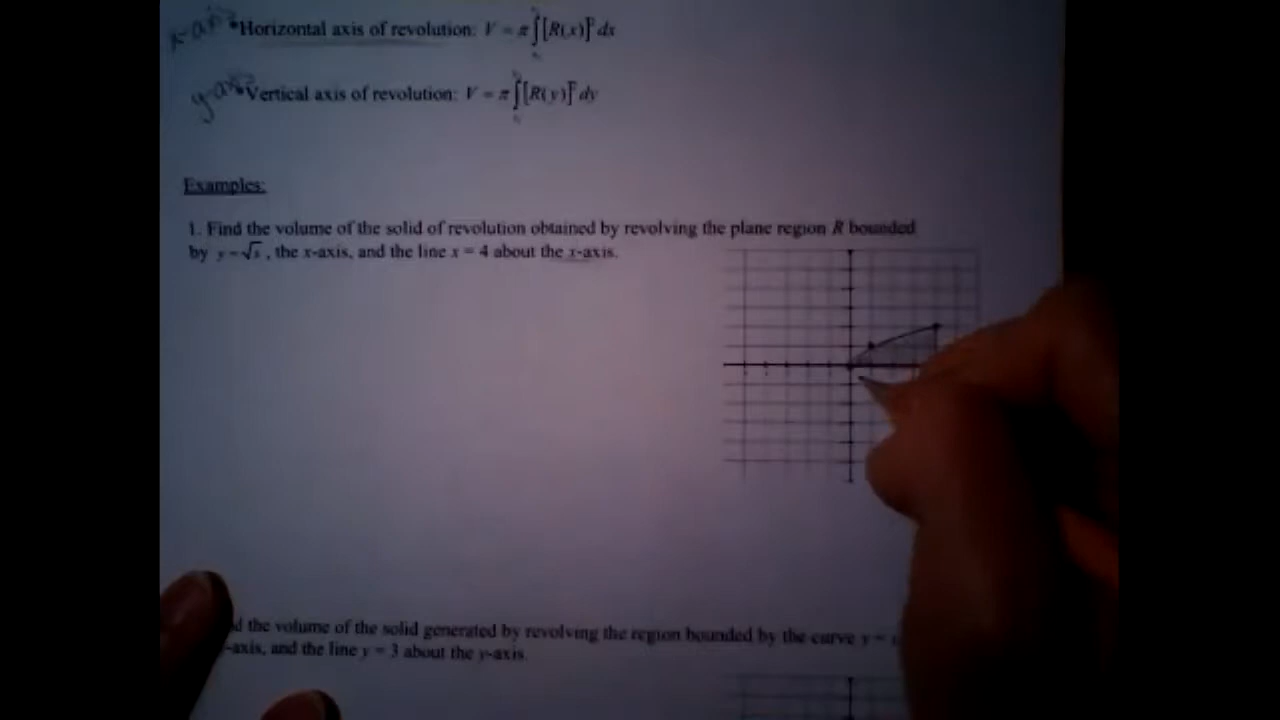 x-axis •Horizontal axis of revolution: V = π∫[R(x)]² dx
y-axis •Vertical axis of revolution: V = π∫[R(y)]² dy
Examples:
1. Find the volume of the solid of revolution obtained by revolving the plane region R bounded
by y = √x, the x-axis, and the line x = 4 about the x-axis.
the volume of the solid generated by revolving the region bounded by the curve y =
-axis, and the line y = 3 about the y-axis.